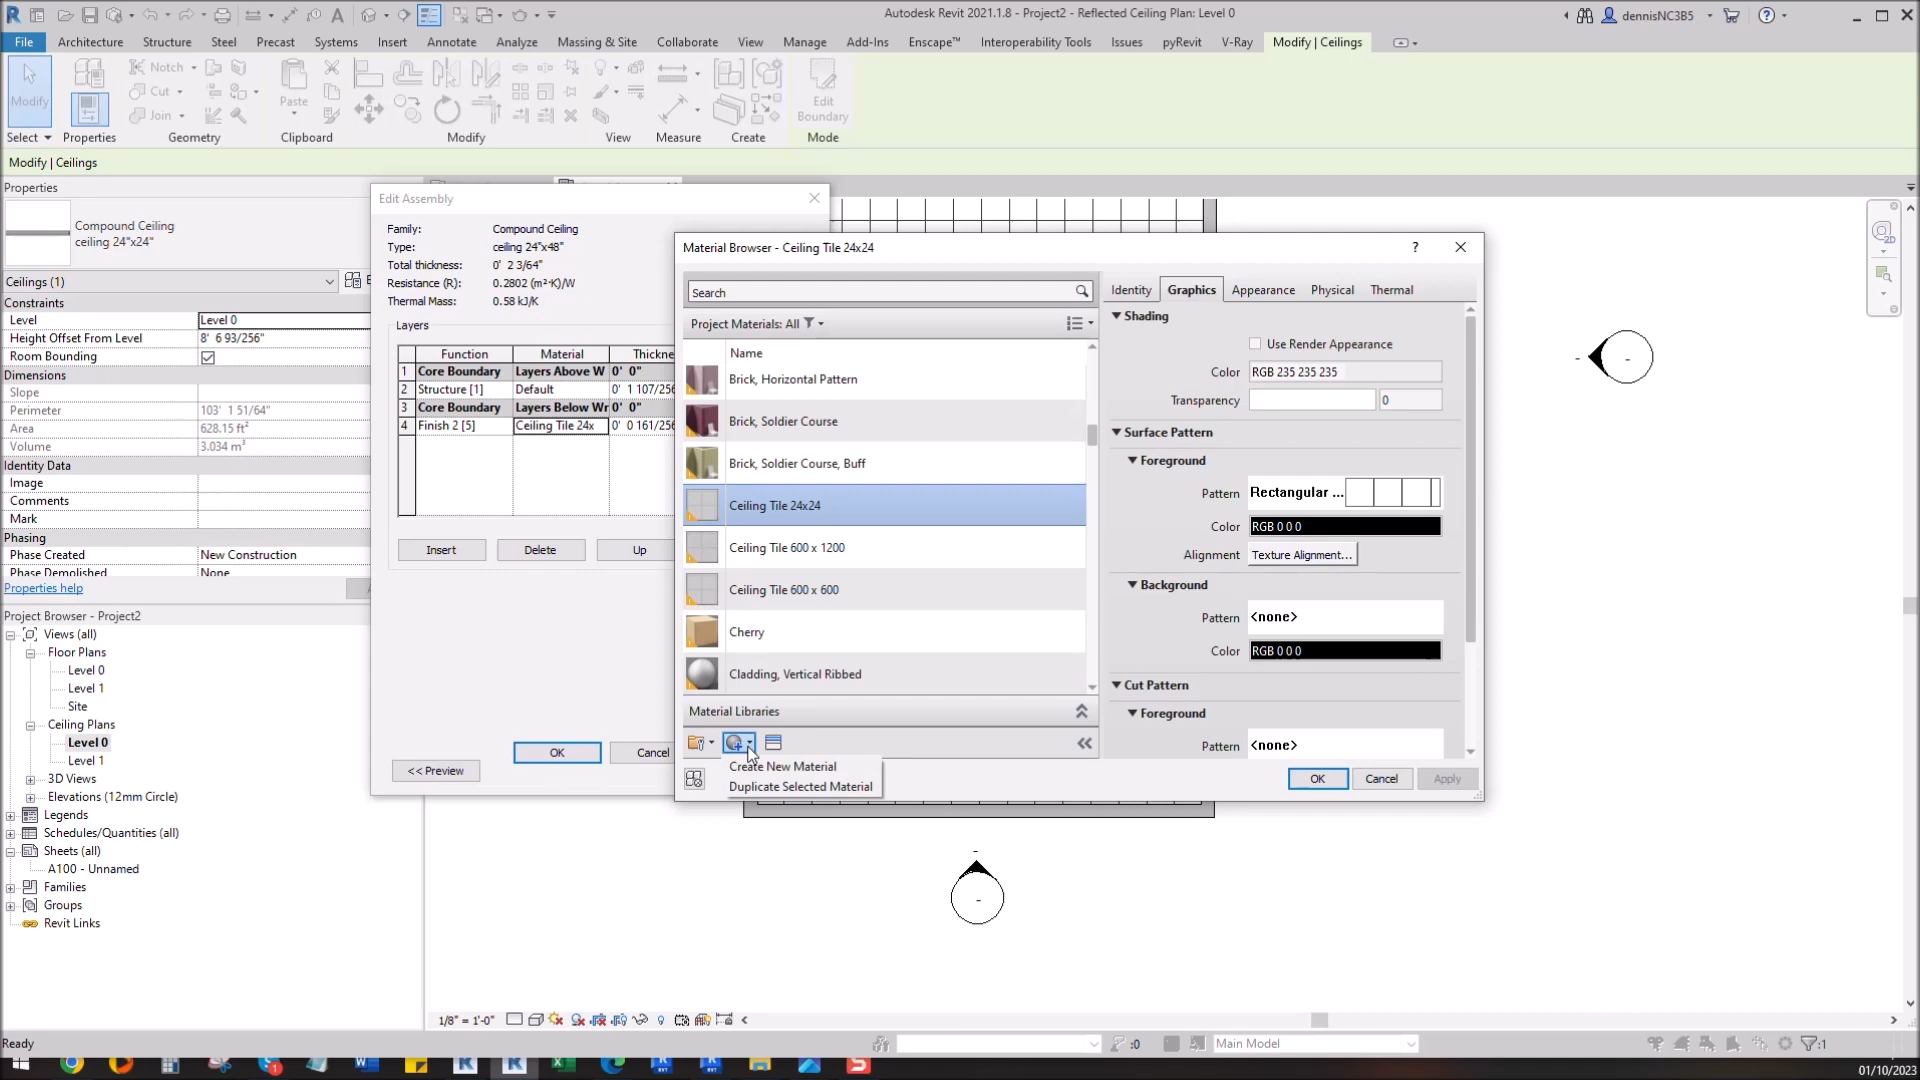 Autodesk Revit 2021.1.8 - Project2 - Reflected Ceiling Plan: Level 0
dennisNC3B5
File Architecture Structure Steel Precast Systems Insert Annotate Analyze Massing & Site Collaborate View Manage Add-Ins Enscape™ Interoperability Tools Issues pyRevit V-Ray Modify | Ceilings
Notch
Cut
Join
Modify
Paste
Edit
Boundary
Select Properties Geometry Clipboard Modify View Measure Create Mode
Modify | Ceilings
Properties
Compound Ceiling
ceiling 24"x24"
Ceilings (1)
Constraints
Level Level 0
Height Offset From Level 8' 6 93/256"
Room Bounding
Dimensions
Slope
Perimeter 103' 1 51/64"
Area 628.15 ft²
Volume 3.034 m³
Identity Data
Image
Comments
Mark
Phasing
Phase Created New Construction
Phase Demolished None
Properties help
Project Browser - Project2
Views (all)
Floor Plans
Level 0
Level 1
Site
Ceiling Plans
Level 0
Level 1
3D Views
Elevations (12mm Circle)
Legends
Schedules/Quantities (all)
Sheets (all)
A100 - Unnamed
Families
Groups
Revit Links
Edit Assembly
Family: Compound Ceiling
Type: ceiling 24"x48"
Total thickness: 0' 2 3/64"
Resistance (R): 0.2802 (m²·K)/W
Thermal Mass: 0.58 kJ/K
Layers
Function Material Thickne
1 Core Boundary Layers Above W 0' 0"
2 Structure [1] Default 0' 1 107/256
3 Core Boundary Layers Below Wr 0' 0"
4 Finish 2 [5] Ceiling Tile 24x 0' 0 161/256
Insert Delete Up
OK Cancel
<< Preview
Material Browser - Ceiling Tile 24x24
?
Search
Project Materials: All
Name
Brick, Horizontal Pattern
Brick, Soldier Course
Brick, Soldier Course, Buff
Ceiling Tile 24x24
Ceiling Tile 600 x 1200
Ceiling Tile 600 x 600
Cherry
Cladding, Vertical Ribbed
Material Libraries
Create New Material
Duplicate Selected Material
Identity Graphics Appearance Physical Thermal
Shading
Use Render Appearance
Color RGB 235 235 235
Transparency 0
Surface Pattern
Foreground
Pattern Rectangular ...
Color RGB 0 0 0
Alignment Texture Alignment...
Background
Pattern <none>
Color RGB 0 0 0
Cut Pattern
Foreground
Pattern <none>
OK Cancel Apply
1/8" = 1'-0"
Ready
:0
Main Model
:1
01/10/2023